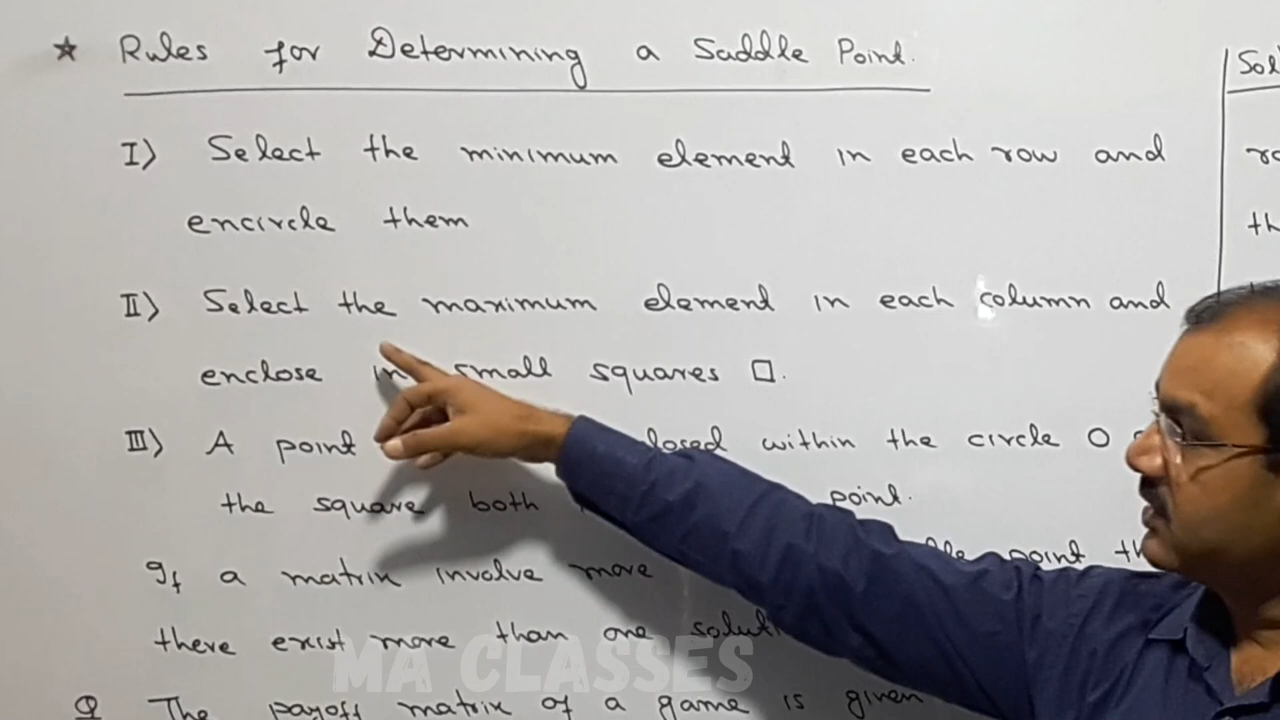 ★ Rules for Determining a Saddle Point.
I) Select the minimum element in each row and
encircle them
II) Select the maximum element in each column and
enclose in small squares □.
III) A point within the circle O
the square both point.
If a matrix involve more point
there exist more than one
Q The payoff matrix of a game is given
MA CLASSES